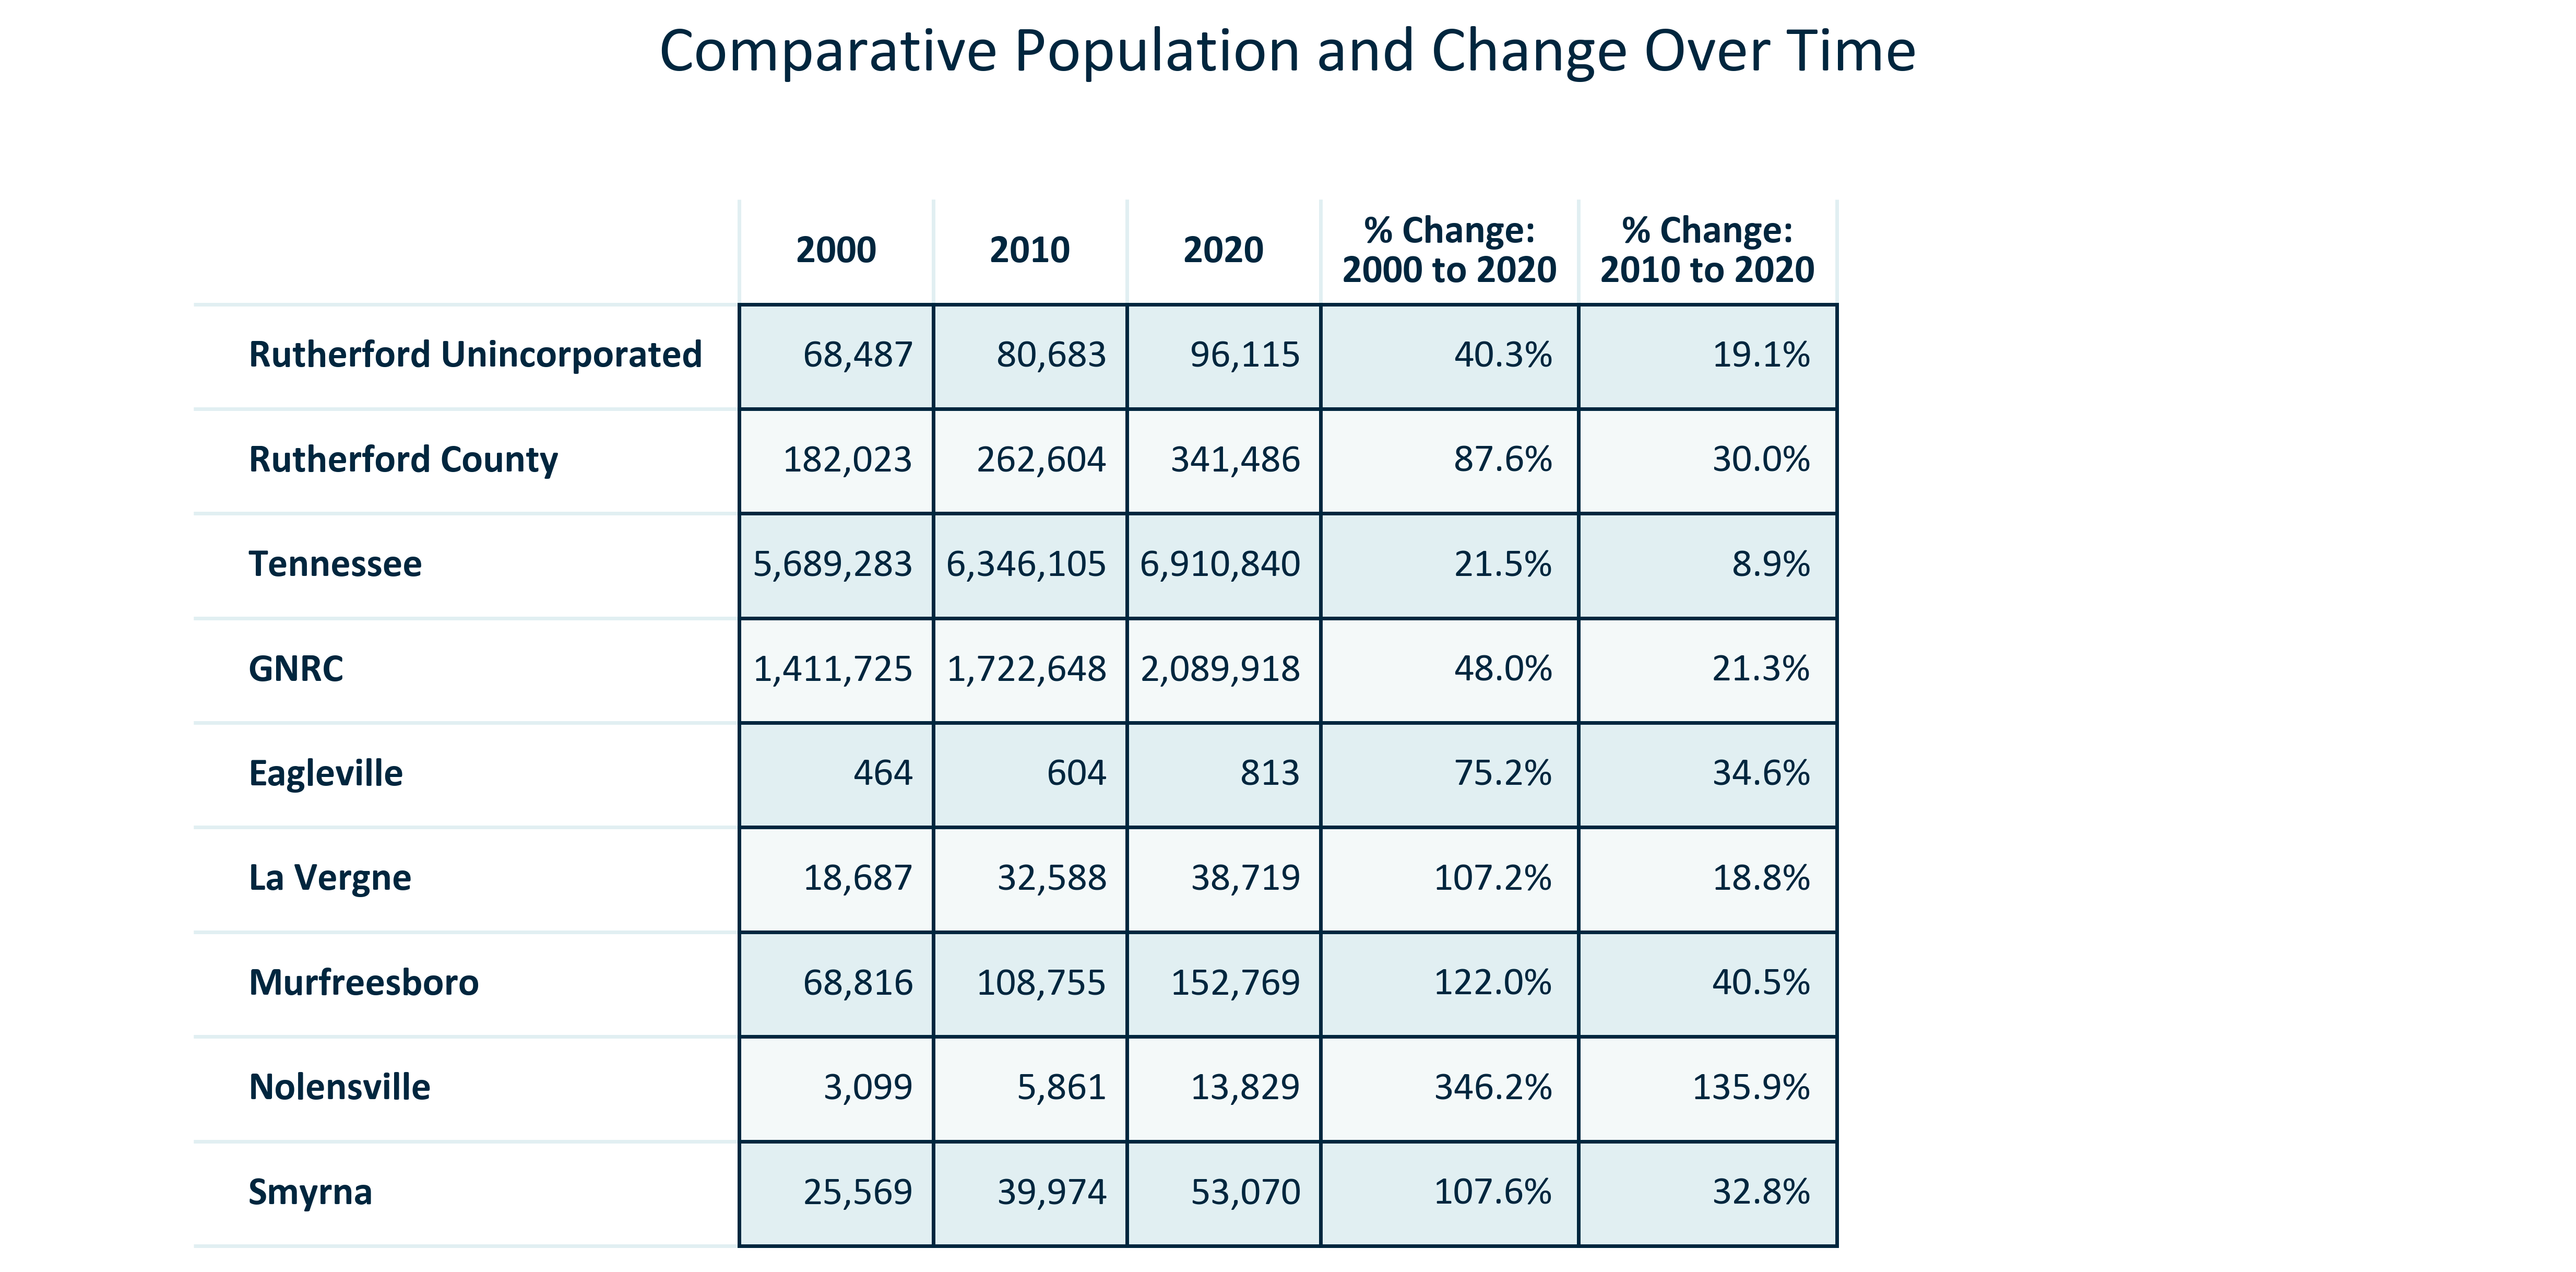 Comparative Population and Change Over Time
2000 2010 2020 % Change: 2000 to 2020 % Change: 2010 to 2020
Rutherford Unincorporated 68,487 80,683 96,115 40.3% 19.1%
Rutherford County 182,023 262,604 341,486 87.6% 30.0%
Tennessee 5,689,283 6,346,105 6,910,840 21.5% 8.9%
GNRC 1,411,725 1,722,648 2,089,918 48.0% 21.3%
Eagleville 464 604 813 75.2% 34.6%
La Vergne 18,687 32,588 38,719 107.2% 18.8%
Murfreesboro 68,816 108,755 152,769 122.0% 40.5%
Nolensville 3,099 5,861 13,829 346.2% 135.9%
Smyrna 25,569 39,974 53,070 107.6% 32.8%